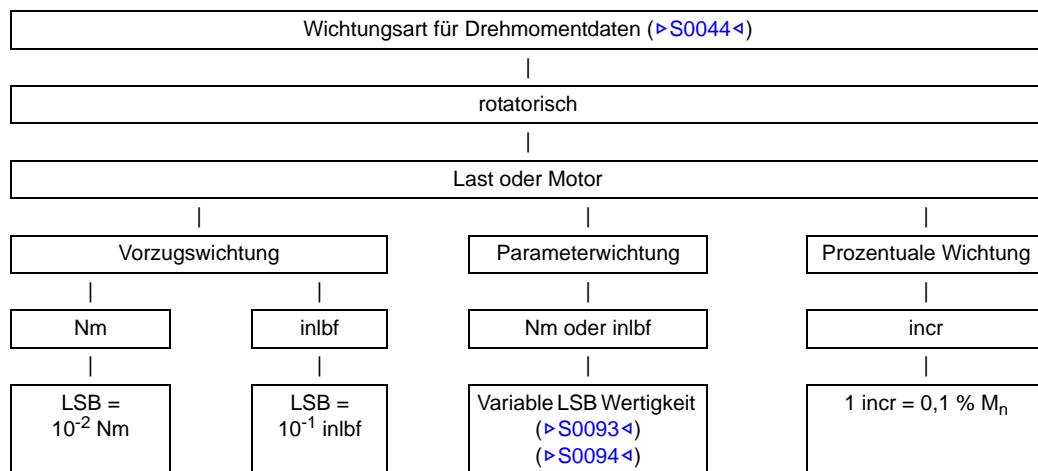 Wichtungsart für Drehmomentdaten (▹S0044◃)
rotatorisch
Last oder Motor
Vorzugswichtung
Parameterwichtung
Prozentuale Wichtung
Nm
inlbf
Nm oder inlbf
incr
LSB =
10⁻² Nm
LSB =
10⁻¹ inlbf
Variable LSB Wertigkeit
(▹S0093◃)
(▹S0094◃)
1 incr = 0,1 % Mₙ